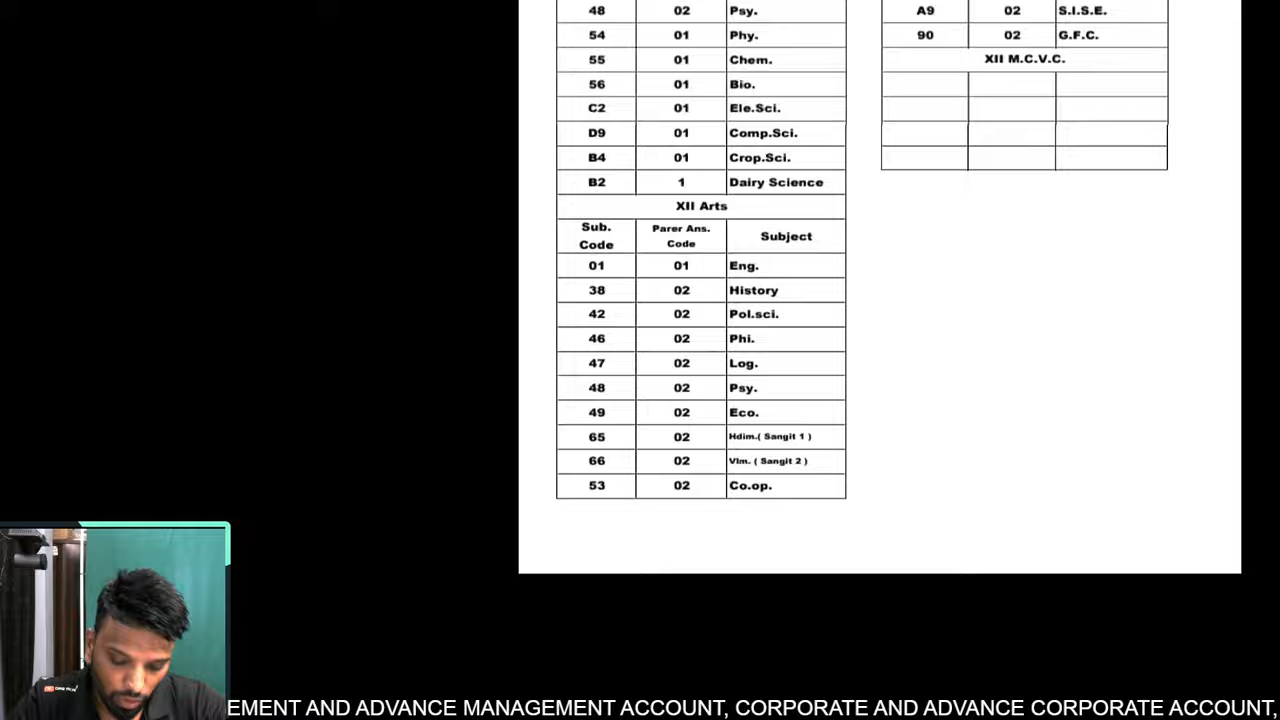 48 02 Psy.
54 01 Phy.
55 01 Chem.
56 01 Bio.
C2 01 Ele.Sci.
D9 01 Comp.Sci.
B4 01 Crop.Sci.
B2 1 Dairy Science
XII Arts
Sub. Code Parer Ans. Code Subject
01 01 Eng.
38 02 History
42 02 Pol.sci.
46 02 Phi.
47 02 Log.
48 02 Psy.
49 02 Eco.
65 02 Hdim.( Sangit 1 )
66 02 Vlm. ( Sangit 2 )
53 02 Co.op.
A9 02 S.I.S.E.
90 02 G.F.C.
XII M.C.V.C.
EMENT AND ADVANCE MANAGEMENT ACCOUNT, CORPORATE AND ADVANCE CORPORATE ACCOUNT,